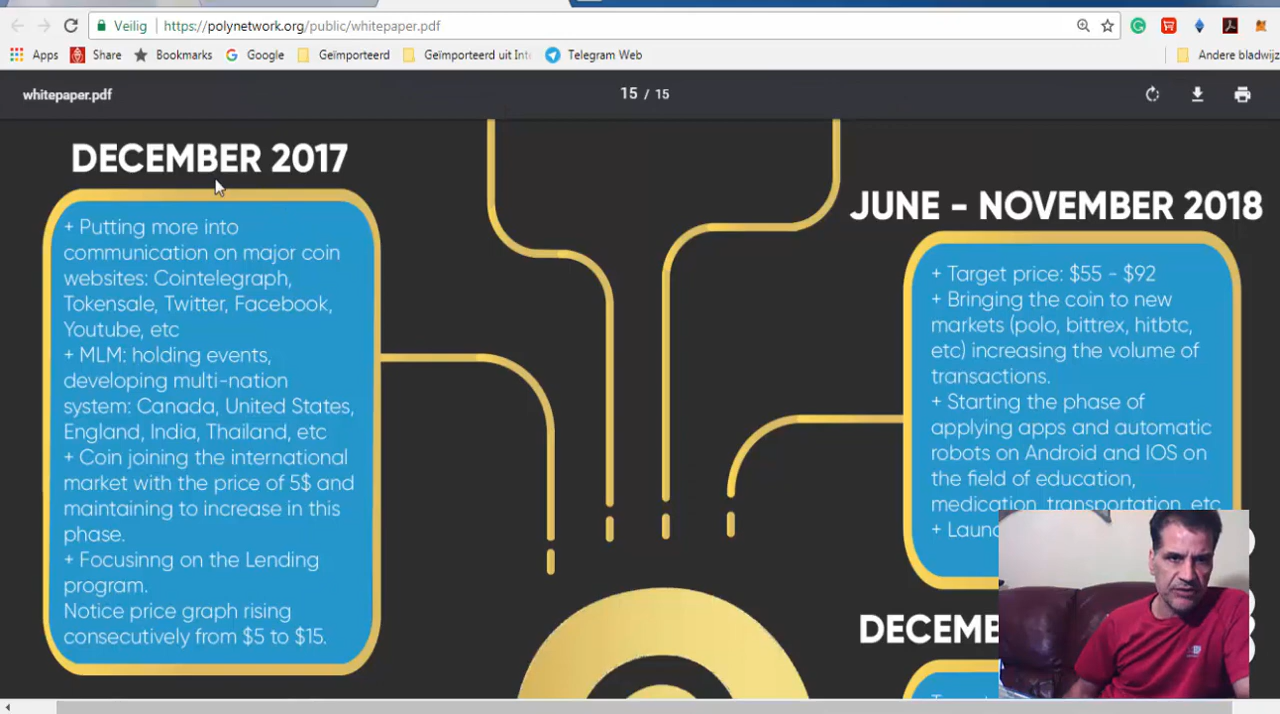 Veilig
https://polynetwork.org/public/whitepaper.pdf
Apps
Share
Bookmarks
Google
Geïmporteerd
Geïmporteerd uit Int
Telegram Web
Andere bladwijz
whitepaper.pdf
15 / 15
DECEMBER 2017
+ Putting more into
communication on major coin
websites: Cointelegraph,
Tokensale, Twitter, Facebook,
Youtube, etc
+ MLM: holding events,
developing multi-nation
system: Canada, United States,
England, India, Thailand, etc
+ Coin joining the international
market with the price of 5$ and
maintaining to increase in this
phase.
+ Focusinng on the Lending
program.
Notice price graph rising
consecutively from $5 to $15.
JUNE - NOVEMBER 2018
+ Target price: $55 - $92
+ Bringing the coin to new
markets (polo, bittrex, hitbtc,
etc) increasing the volume of
transactions.
+ Starting the phase of
applying apps and automatic
robots on Android and IOS on
the field of education,
medication, transportation, etc
+ Laun
DECEM